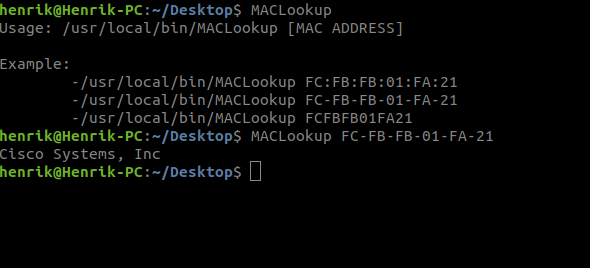 henrik@Henrik-PC:~/Desktop$ MACLookup
Usage: /usr/local/bin/MACLookup [MAC ADDRESS]
Example:
-/usr/local/bin/MACLookup FC:FB:FB:01:FA:21
-/usr/local/bin/MACLookup FC-FB-FB-01-FA-21
-/usr/local/bin/MACLookup FCFBFB01FA21
henrik@Henrik-PC:~/Desktop$ MACLookup FC-FB-FB-01-FA-21
Cisco Systems, Inc
henrik@Henrik-PC:~/Desktop$